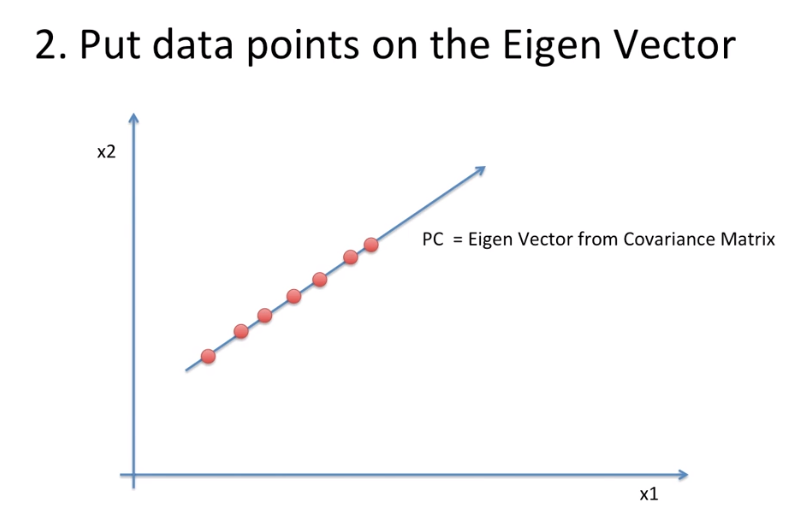 2. Put data points on the Eigen Vector
x2
PC = Eigen Vector from Covariance Matrix
x1